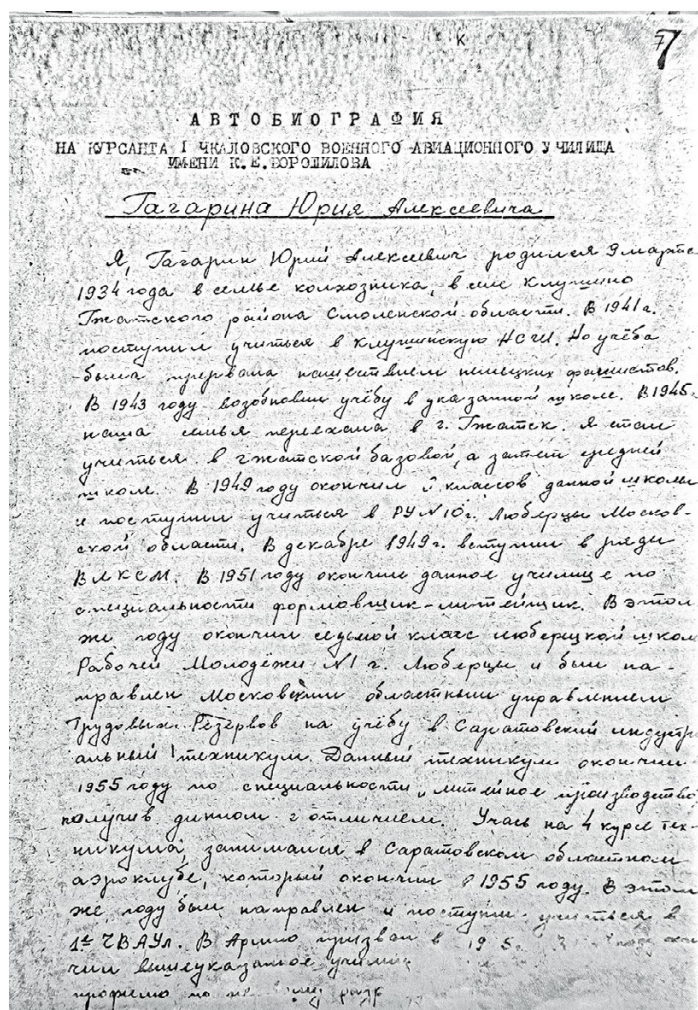 7
АВТОБИОГРАФИЯ
НА КУРСАНТА I ЧКАЛОВСКОГО ВОЕННОГО АВИАЦИОННОГО УЧИЛИЩА
ИМЕНИ К.Е.ВОРОШИЛОВА
Гагарина Юрия Алексеевича
Я, Гагарин Юрий Алексеевич родился 9 марта
1934 года в семье колхозника, в селе Клушино
Гжатского района Смоленской области. В 1941 г.
поступил учиться в Клушинскую НСШ. Но учёба
была прервана нашествием немецких фашистов.
В 1943 году возобновил учёбу в указанной школе. В 1945 г.
наша семья переехала в г. Гжатск. Я стал
учиться в гжатской базовой, а затем средней
школе. В 1949 году окончил классов данной школы
и поступил учиться в РУ №10 г. Люберцы Москов-
ской области. В декабре 1949 г. вступил в ряды
ВЛКСМ. В 1951 году окончил данное училище по
специальности формовщик-литейщик. В этом
же году окончил седьмой класс люберецкой школы
Рабочей Молодёжи №1 г. Люберцы и был на-
правлен Московским областным управлением
Трудовых Резервов на учёбу в Саратовский индустри
альный техникум. Данный техникум окончил
1955 году по специальности „литейное производство
получив диплом с отличием. Учась на 4 курсе тех-
никума, занимался в Саратовском областном
аэроклубе, который окончил в 1955 году. В этом
же году был направлен и поступил учиться в
1ое ЧВАУл. В Армию призван в
чил вышеуказанное
профилю по